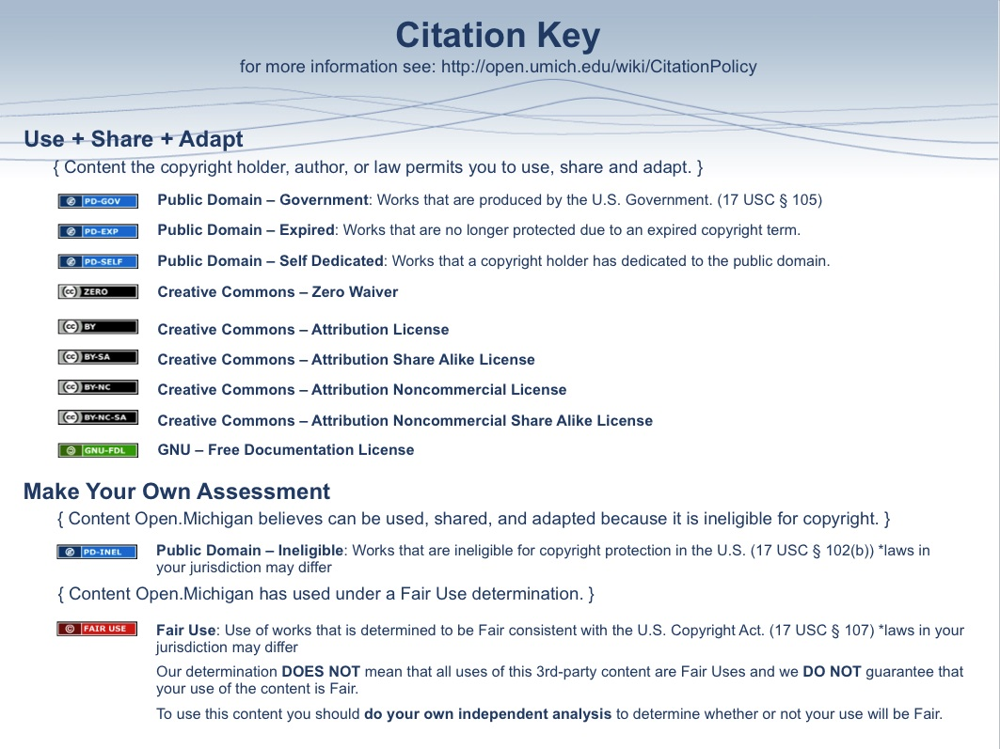 Citation Key
for more information see: http://open.umich.edu/wiki/CitationPolicy
Use + Share + Adapt
{ Content the copyright holder, author, or law permits you to use, share and adapt. }
PD-GOV Public Domain – Government: Works that are produced by the U.S. Government. (17 USC § 105)
PD-EXP Public Domain – Expired: Works that are no longer protected due to an expired copyright term.
PD-SELF Public Domain – Self Dedicated: Works that a copyright holder has dedicated to the public domain.
cc ZERO Creative Commons – Zero Waiver
cc BY Creative Commons – Attribution License
cc BY-SA Creative Commons – Attribution Share Alike License
cc BY-NC Creative Commons – Attribution Noncommercial License
cc BY-NC-SA Creative Commons – Attribution Noncommercial Share Alike License
GNU-FDL GNU – Free Documentation License
Make Your Own Assessment
{ Content Open.Michigan believes can be used, shared, and adapted because it is ineligible for copyright. }
PD-INEL Public Domain – Ineligible: Works that are ineligible for copyright protection in the U.S. (17 USC § 102(b)) *laws in
your jurisdiction may differ
{ Content Open.Michigan has used under a Fair Use determination. }
© FAIR USE Fair Use: Use of works that is determined to be Fair consistent with the U.S. Copyright Act. (17 USC § 107) *laws in your
jurisdiction may differ
Our determination DOES NOT mean that all uses of this 3rd-party content are Fair Uses and we DO NOT guarantee that
your use of the content is Fair.
To use this content you should do your own independent analysis to determine whether or not your use will be Fair.